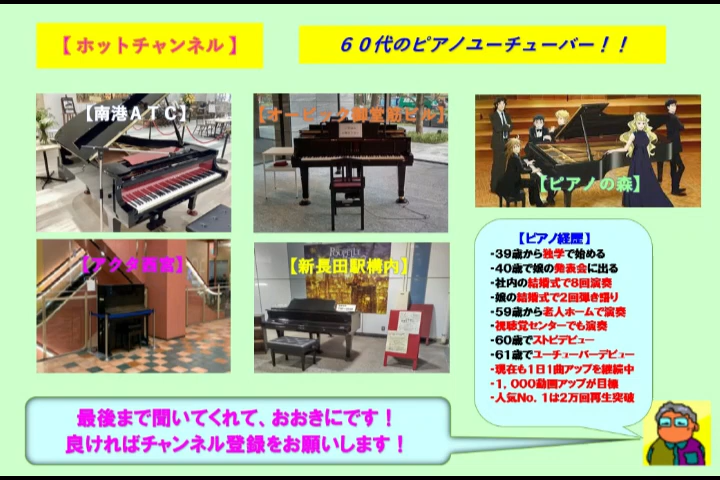 【ホットチャンネル】
60代のピアノユーチューバー！！
【南港ATC】
【オービック御堂筋ビル】
【ピアノの森】
【アクタ西宮】
【新長田駅構内】
【ピアノ経歴】
・39歳から独学で始める
・40歳で娘の発表会に出る
・社内の結婚式で8回演奏
・娘の結婚式で2回弾き語り
・59歳から老人ホームで演奏
・視聴覚センターでも演奏
・60歳でストピデビュー
・61歳でユーチューバーデビュー
・現在も1日1曲アップを継続中
・1，000動画アップが目標
・人気No．1は2万回再生突破
最後まで聞いてくれて、おおきにです！
良ければチャンネル登録をお願いします！